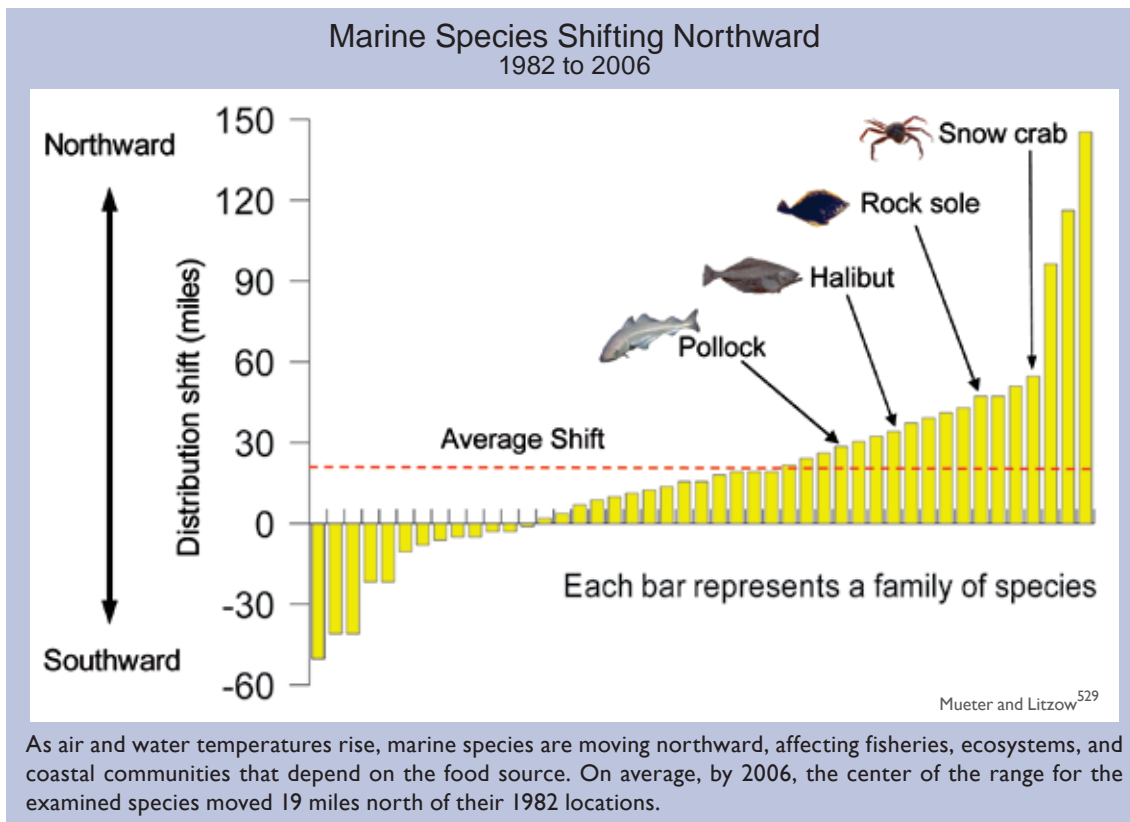 Marine Species Shifting Northward
1982 to 2006
Northward
Southward
Distribution shift (miles)
150
120
90
60
30
0
-30
-60
Snow crab
Rock sole
Halibut
Pollock
Average Shift
Each bar represents a family of species
Mueter and Litzow529
As air and water temperatures rise, marine species are moving northward, affecting fisheries, ecosystems, and
coastal communities that depend on the food source. On average, by 2006, the center of the range for the
examined species moved 19 miles north of their 1982 locations.